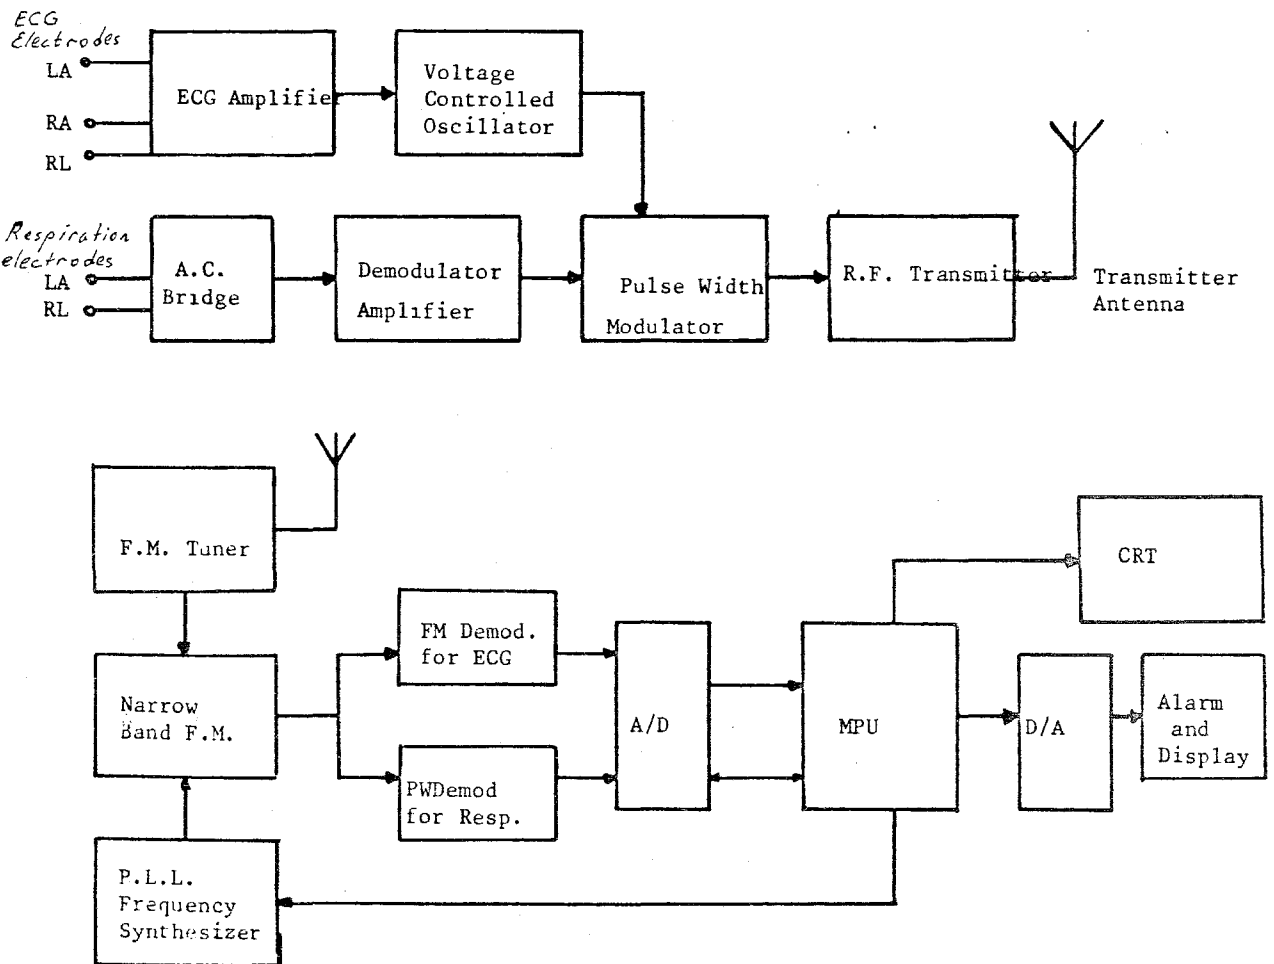 ECG
Electrodes
LA
RA
RL
ECG Amplifier
Voltage
Controlled
Oscillator
Respiration
electrodes
LA
RL
A.C.
Bridge
Demodulator
Amplifier
Pulse Width
Modulator
R.F. Transmitter
Transmitter
Antenna
F.M. Tuner
Narrow
Band F.M.
P.L.L.
Frequency
Synthesizer
FM Demod.
for ECG
PWDemod
for Resp.
A/D
MPU
CRT
D/A
Alarm
and
Display